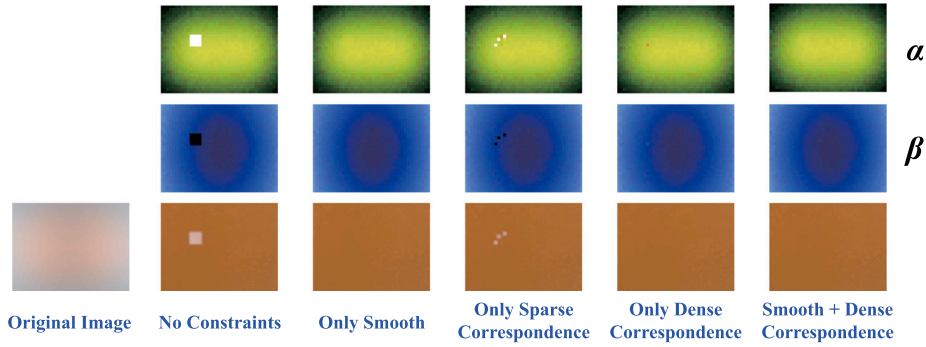 α
β
Original Image
No Constraints
Only Smooth
Only Sparse
Correspondence
Only Dense
Correspondence
Smooth + Dense
Correspondence